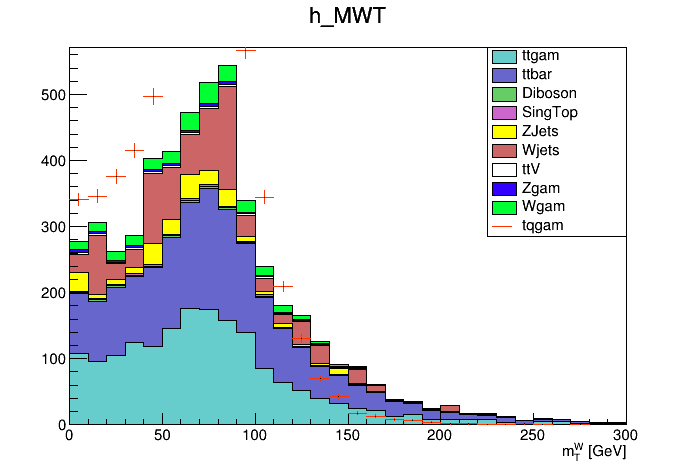 h_MWT
ttgam
ttbar
Diboson
SingTop
ZJets
Wjets
ttV
Zgam
Wgam
tqgam
500
400
300
200
100
0
0 50 100 150 200 250 300
m_T^W [GeV]